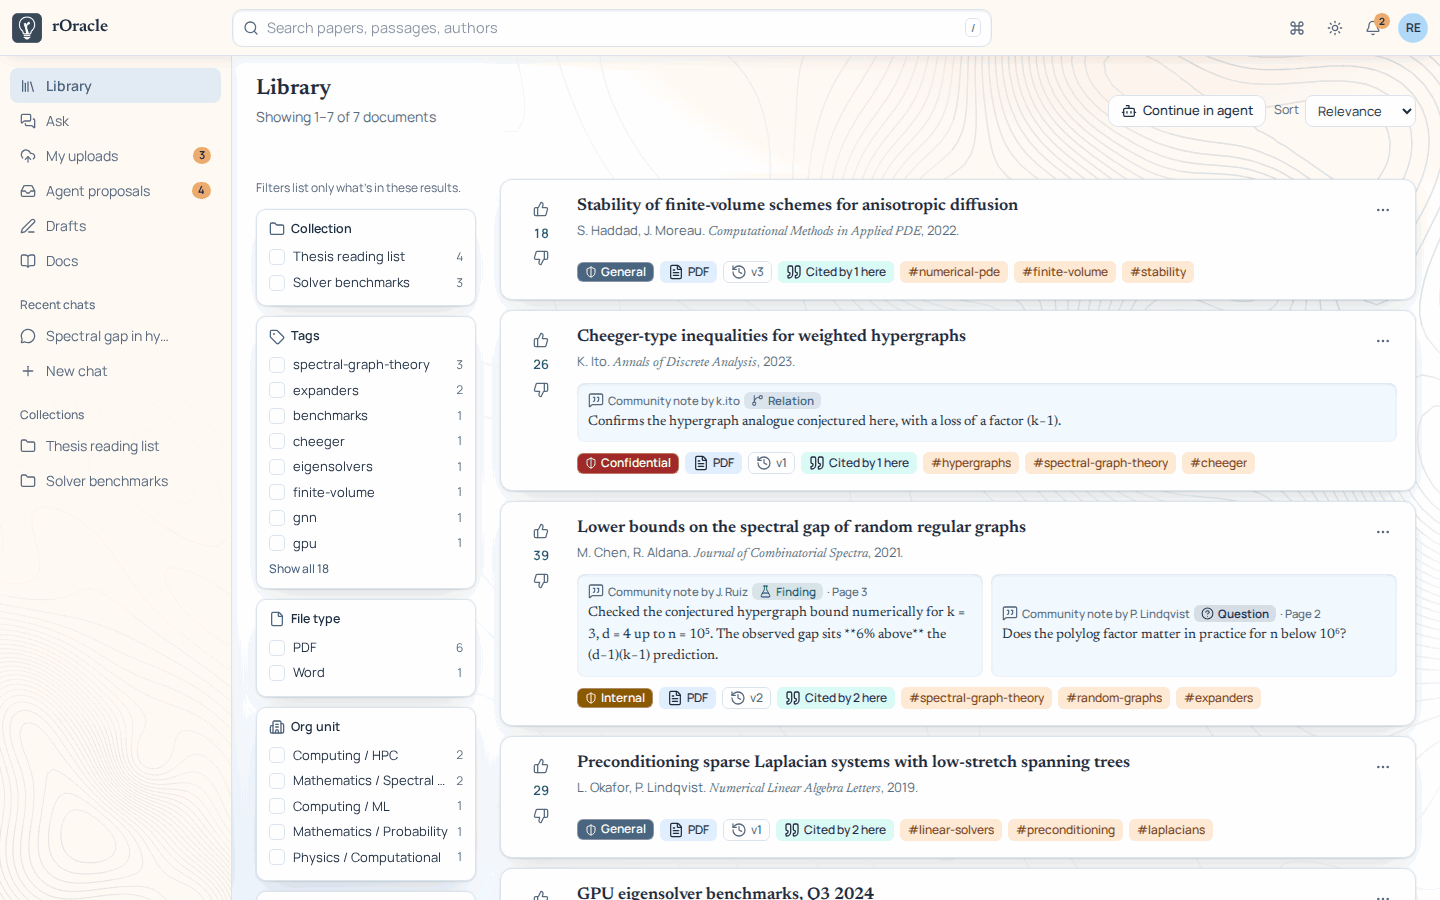 rOracle
Search papers, passages, authors
/
2
RE
Library
Ask
My uploads
3
Agent proposals
4
Drafts
Docs
Recent chats
Spectral gap in hy...
New chat
Collections
Thesis reading list
Solver benchmarks
Library
Showing 1–7 of 7 documents
Continue in agent
Sort
Relevance
Filters list only what's in these results.
Collection
Thesis reading list 4
Solver benchmarks 3
Tags
spectral-graph-theory 3
expanders 2
benchmarks 1
cheeger 1
eigensolvers 1
finite-volume 1
gnn 1
gpu 1
Show all 18
File type
PDF 6
Word 1
Org unit
Computing / HPC 2
Mathematics / Spectral ... 2
Computing / ML 1
Mathematics / Probability 1
Physics / Computational 1
18
Stability of finite-volume schemes for anisotropic diffusion
S. Haddad, J. Moreau. Computational Methods in Applied PDE, 2022.
General PDF v3 Cited by 1 here #numerical-pde #finite-volume #stability
26
Cheeger-type inequalities for weighted hypergraphs
K. Ito. Annals of Discrete Analysis, 2023.
Community note by k.ito Relation
Confirms the hypergraph analogue conjectured here, with a loss of a factor (k−1).
Confidential PDF v1 Cited by 1 here #hypergraphs #spectral-graph-theory #cheeger
39
Lower bounds on the spectral gap of random regular graphs
M. Chen, R. Aldana. Journal of Combinatorial Spectra, 2021.
Community note by J. Ruiz Finding · Page 3
Checked the conjectured hypergraph bound numerically for k =
3, d = 4 up to n = 10⁵. The observed gap sits **6% above** the
(d−1)(k−1) prediction.
Community note by P. Lindqvist Question · Page 2
Does the polylog factor matter in practice for n below 10⁶?
Internal PDF v2 Cited by 2 here #spectral-graph-theory #random-graphs #expanders
29
Preconditioning sparse Laplacian systems with low-stretch spanning trees
L. Okafor, P. Lindqvist. Numerical Linear Algebra Letters, 2019.
General PDF v1 Cited by 2 here #linear-solvers #preconditioning #laplacians
GPU eigensolver benchmarks, Q3 2024